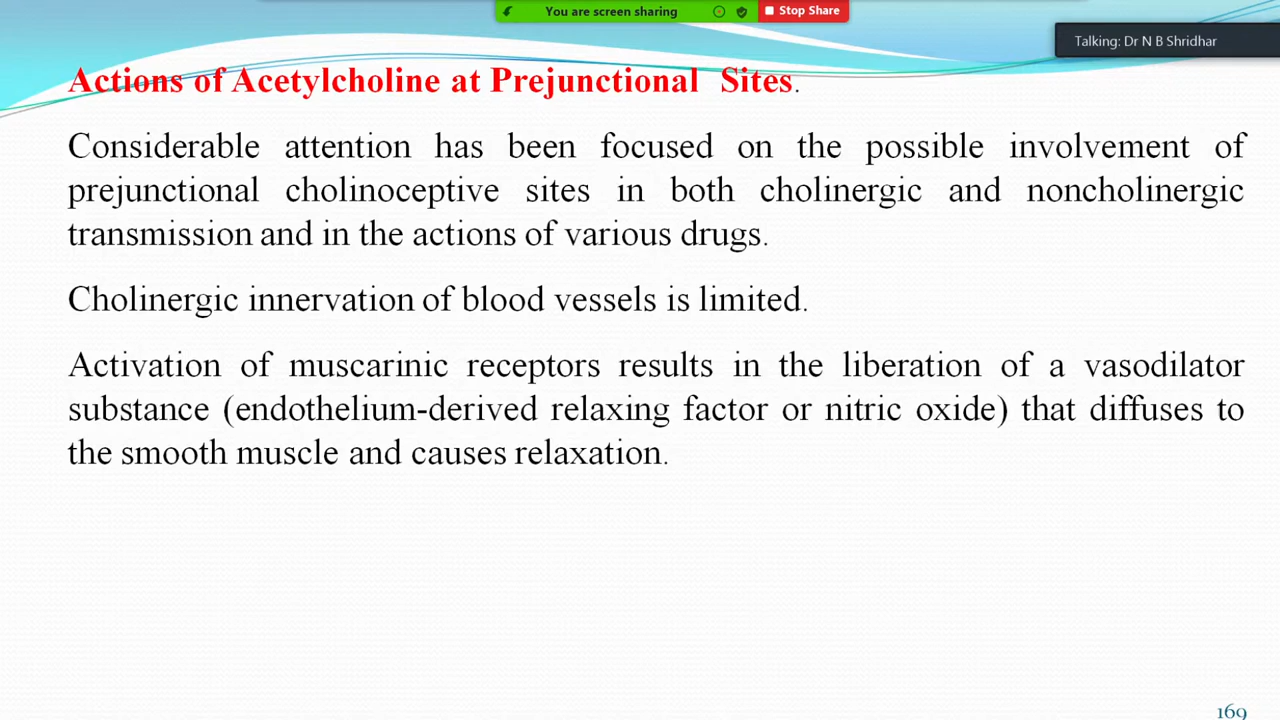 You are screen sharing
Stop Share
Talking: Dr N B Shridhar
Actions of Acetylcholine at Prejunctional Sites.
Considerable attention has been focused on the possible involvement of
prejunctional cholinoceptive sites in both cholinergic and noncholinergic
transmission and in the actions of various drugs.
Cholinergic innervation of blood vessels is limited.
Activation of muscarinic receptors results in the liberation of a vasodilator
substance (endothelium-derived relaxing factor or nitric oxide) that diffuses to
the smooth muscle and causes relaxation.
169